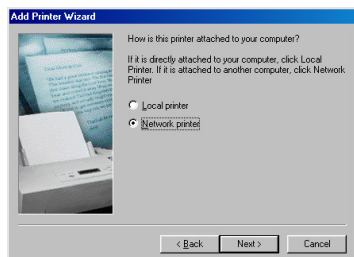 Add Printer Wizard
How is this printer attached to your computer?
If it is directly attached to your computer, click Local
Printer. If it is attached to another computer, click Network
Printer
Local printer
Network printer
< Back
Next >
Cancel